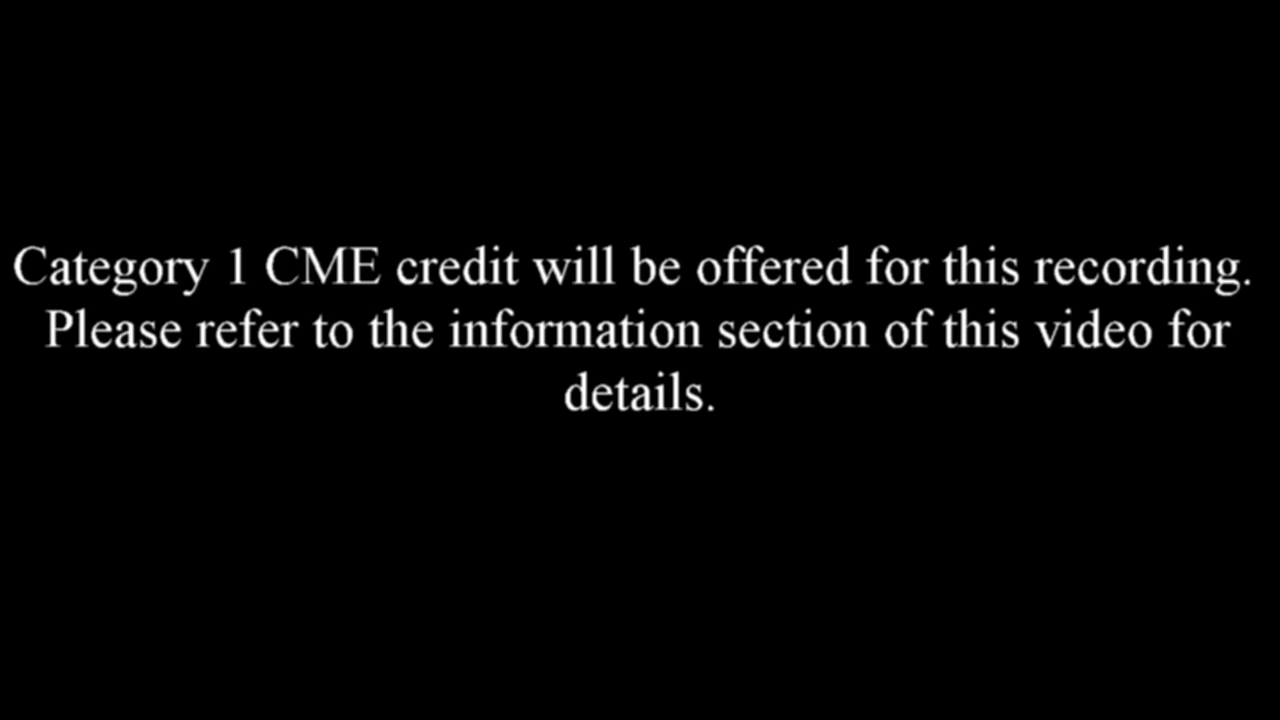 Category 1 CME credit will be offered for this recording.
Please refer to the information section of this video for
details.